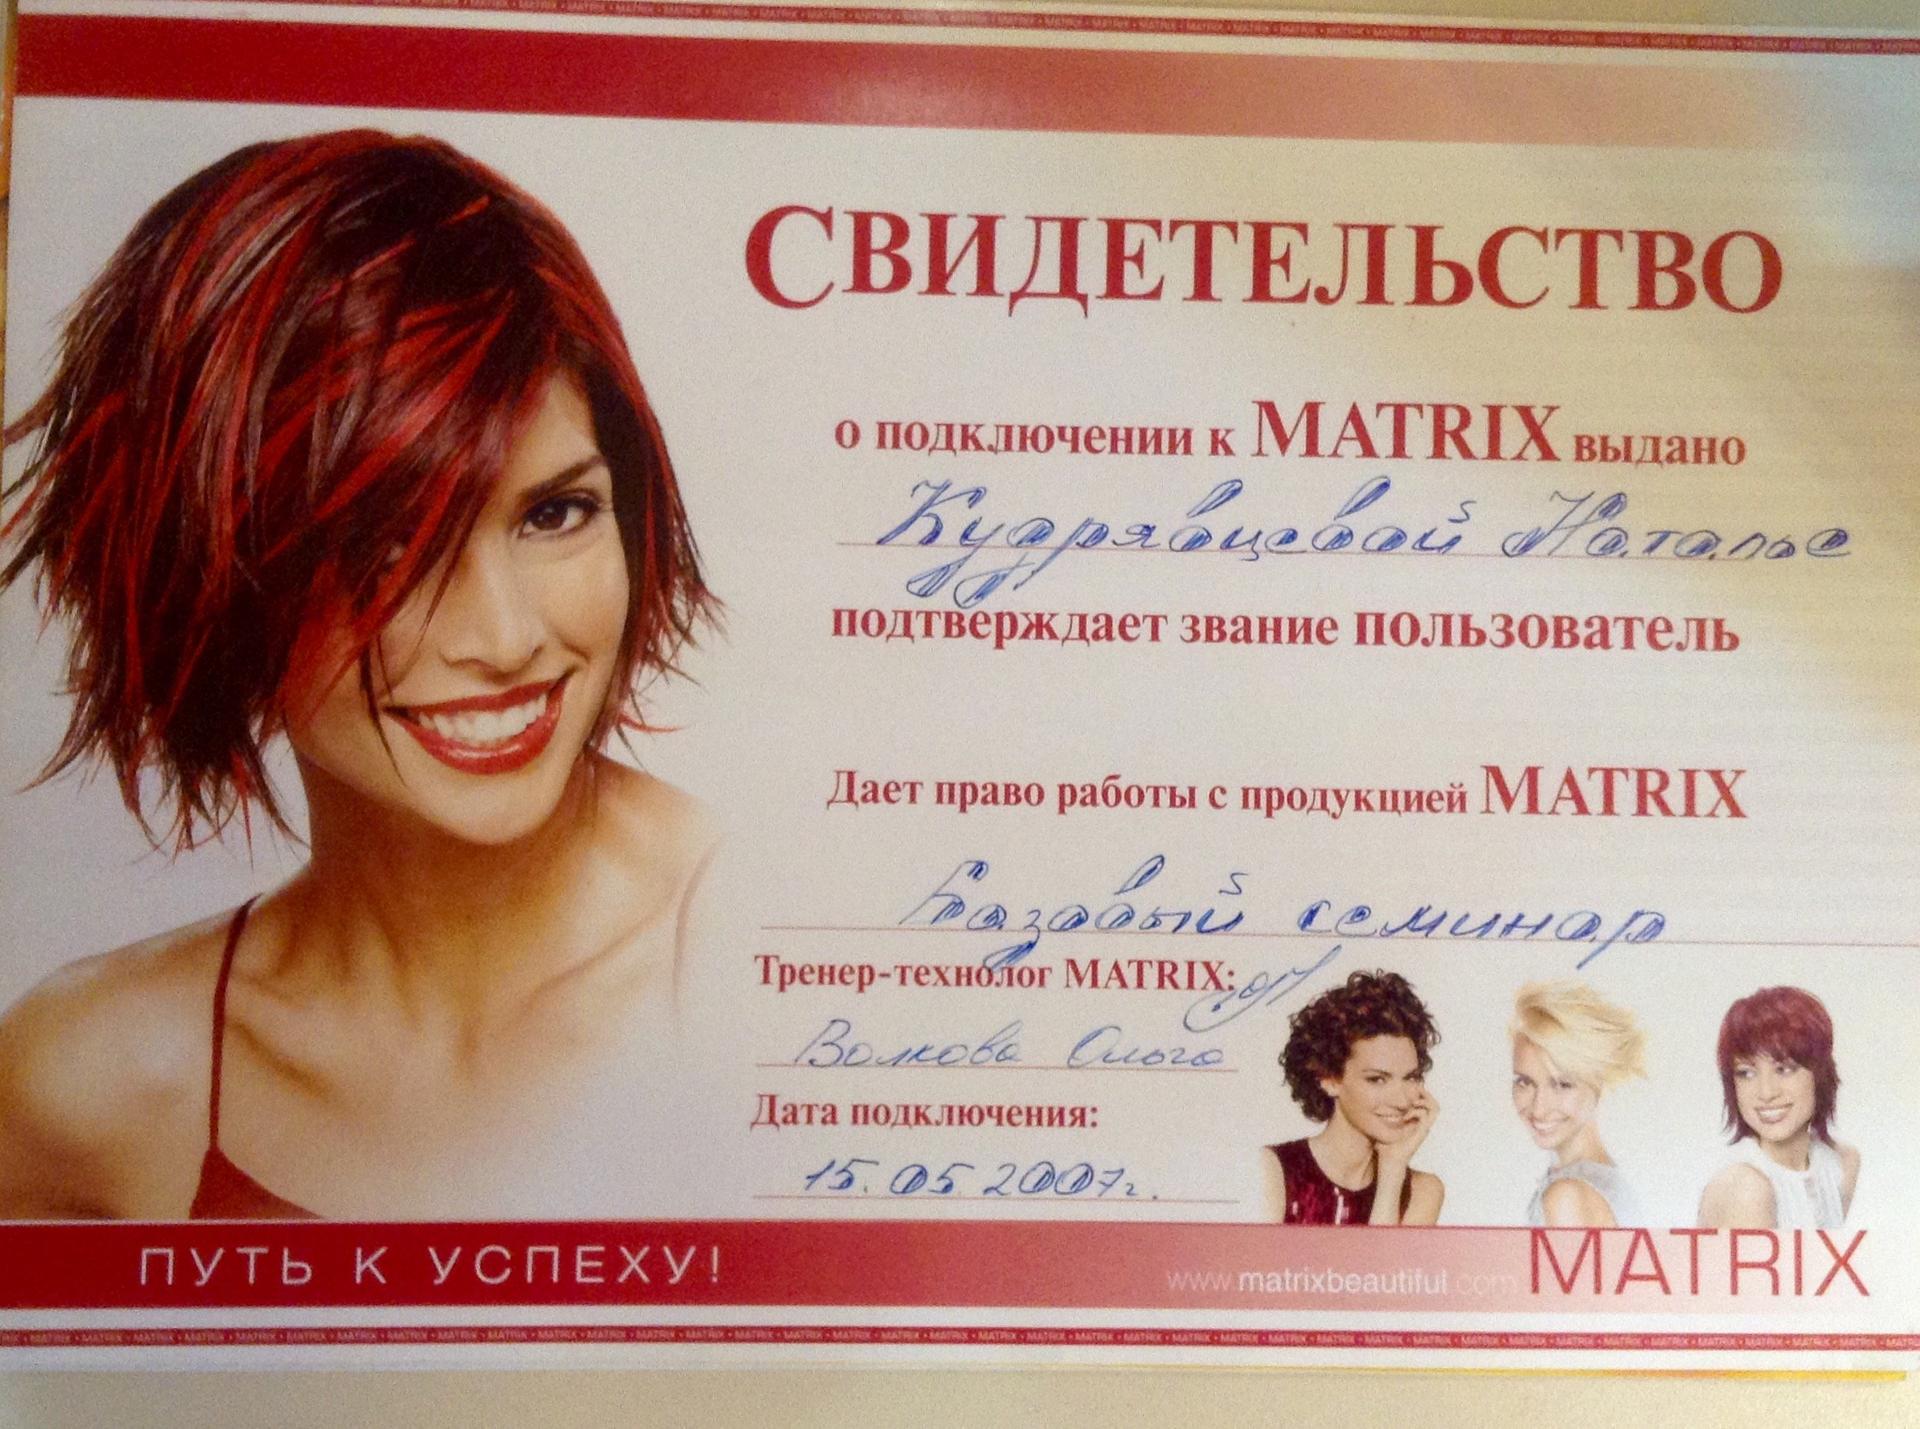 СВИДЕТЕЛЬСТВО
о подключении к MATRIX выдано
Кудрявцевой Наталье
подтверждает звание пользователь
Дает право работы с продукцией MATRIX
Базовый семинар
Тренер-технолог MATRIX:
Волкова Ольга
Дата подключения:
15.05.2007г.
ПУТЬ К УСПЕХУ!
www.matrixbeautiful.com
MATRIX